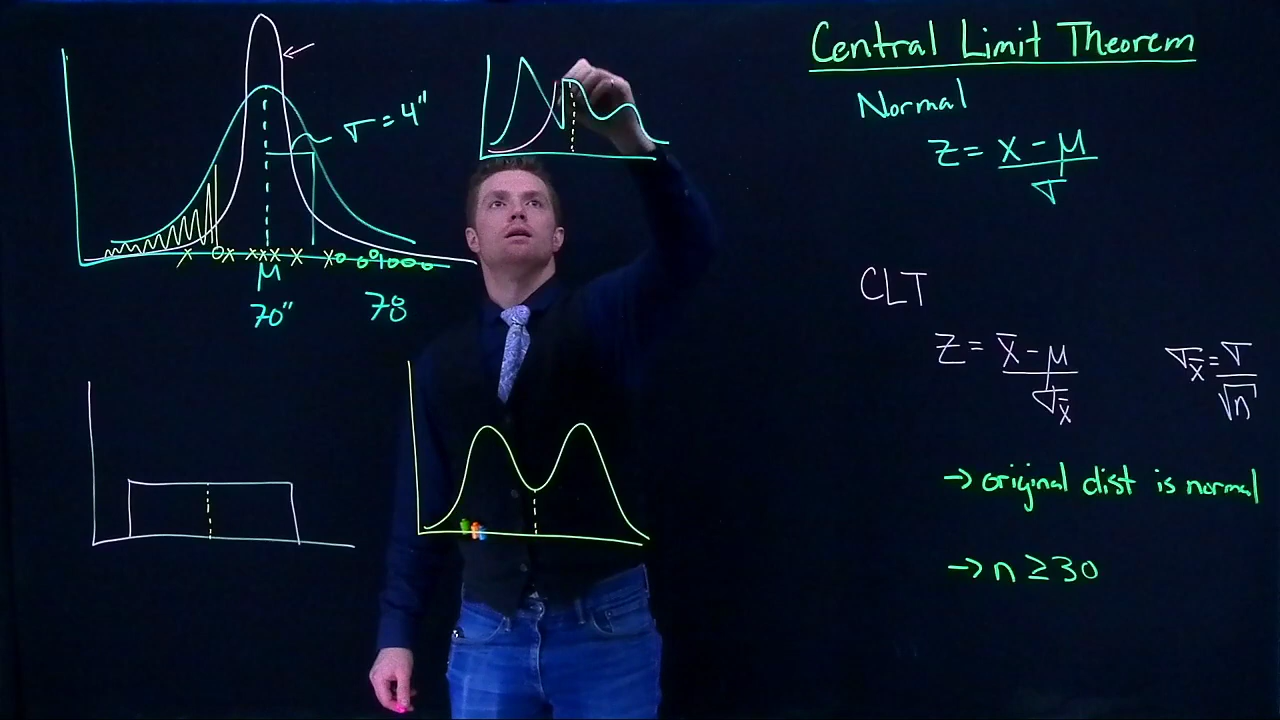 Central Limit Theorem
Normal
z = x - μ
σ
σ = 4"
μ
70" 78
CLT
z = x̄ - μ
σx̄
σx̄ = σ
√n
→ original dist is normal
→ n ≥ 30